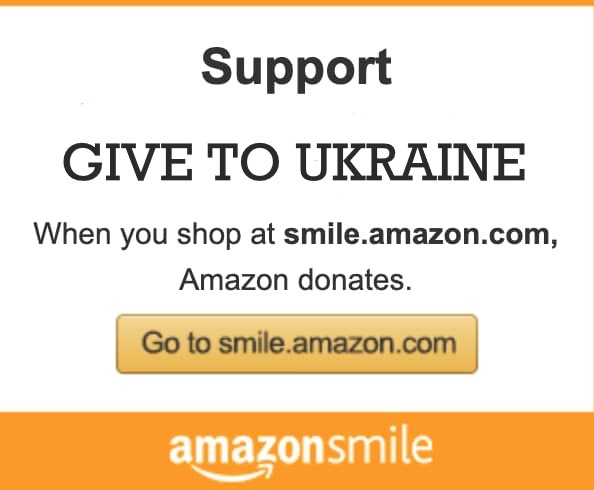 Support
GIVE TO UKRAINE
When you shop at smile.amazon.com,
Amazon donates.
Go to smile.amazon.com
amazonsmile